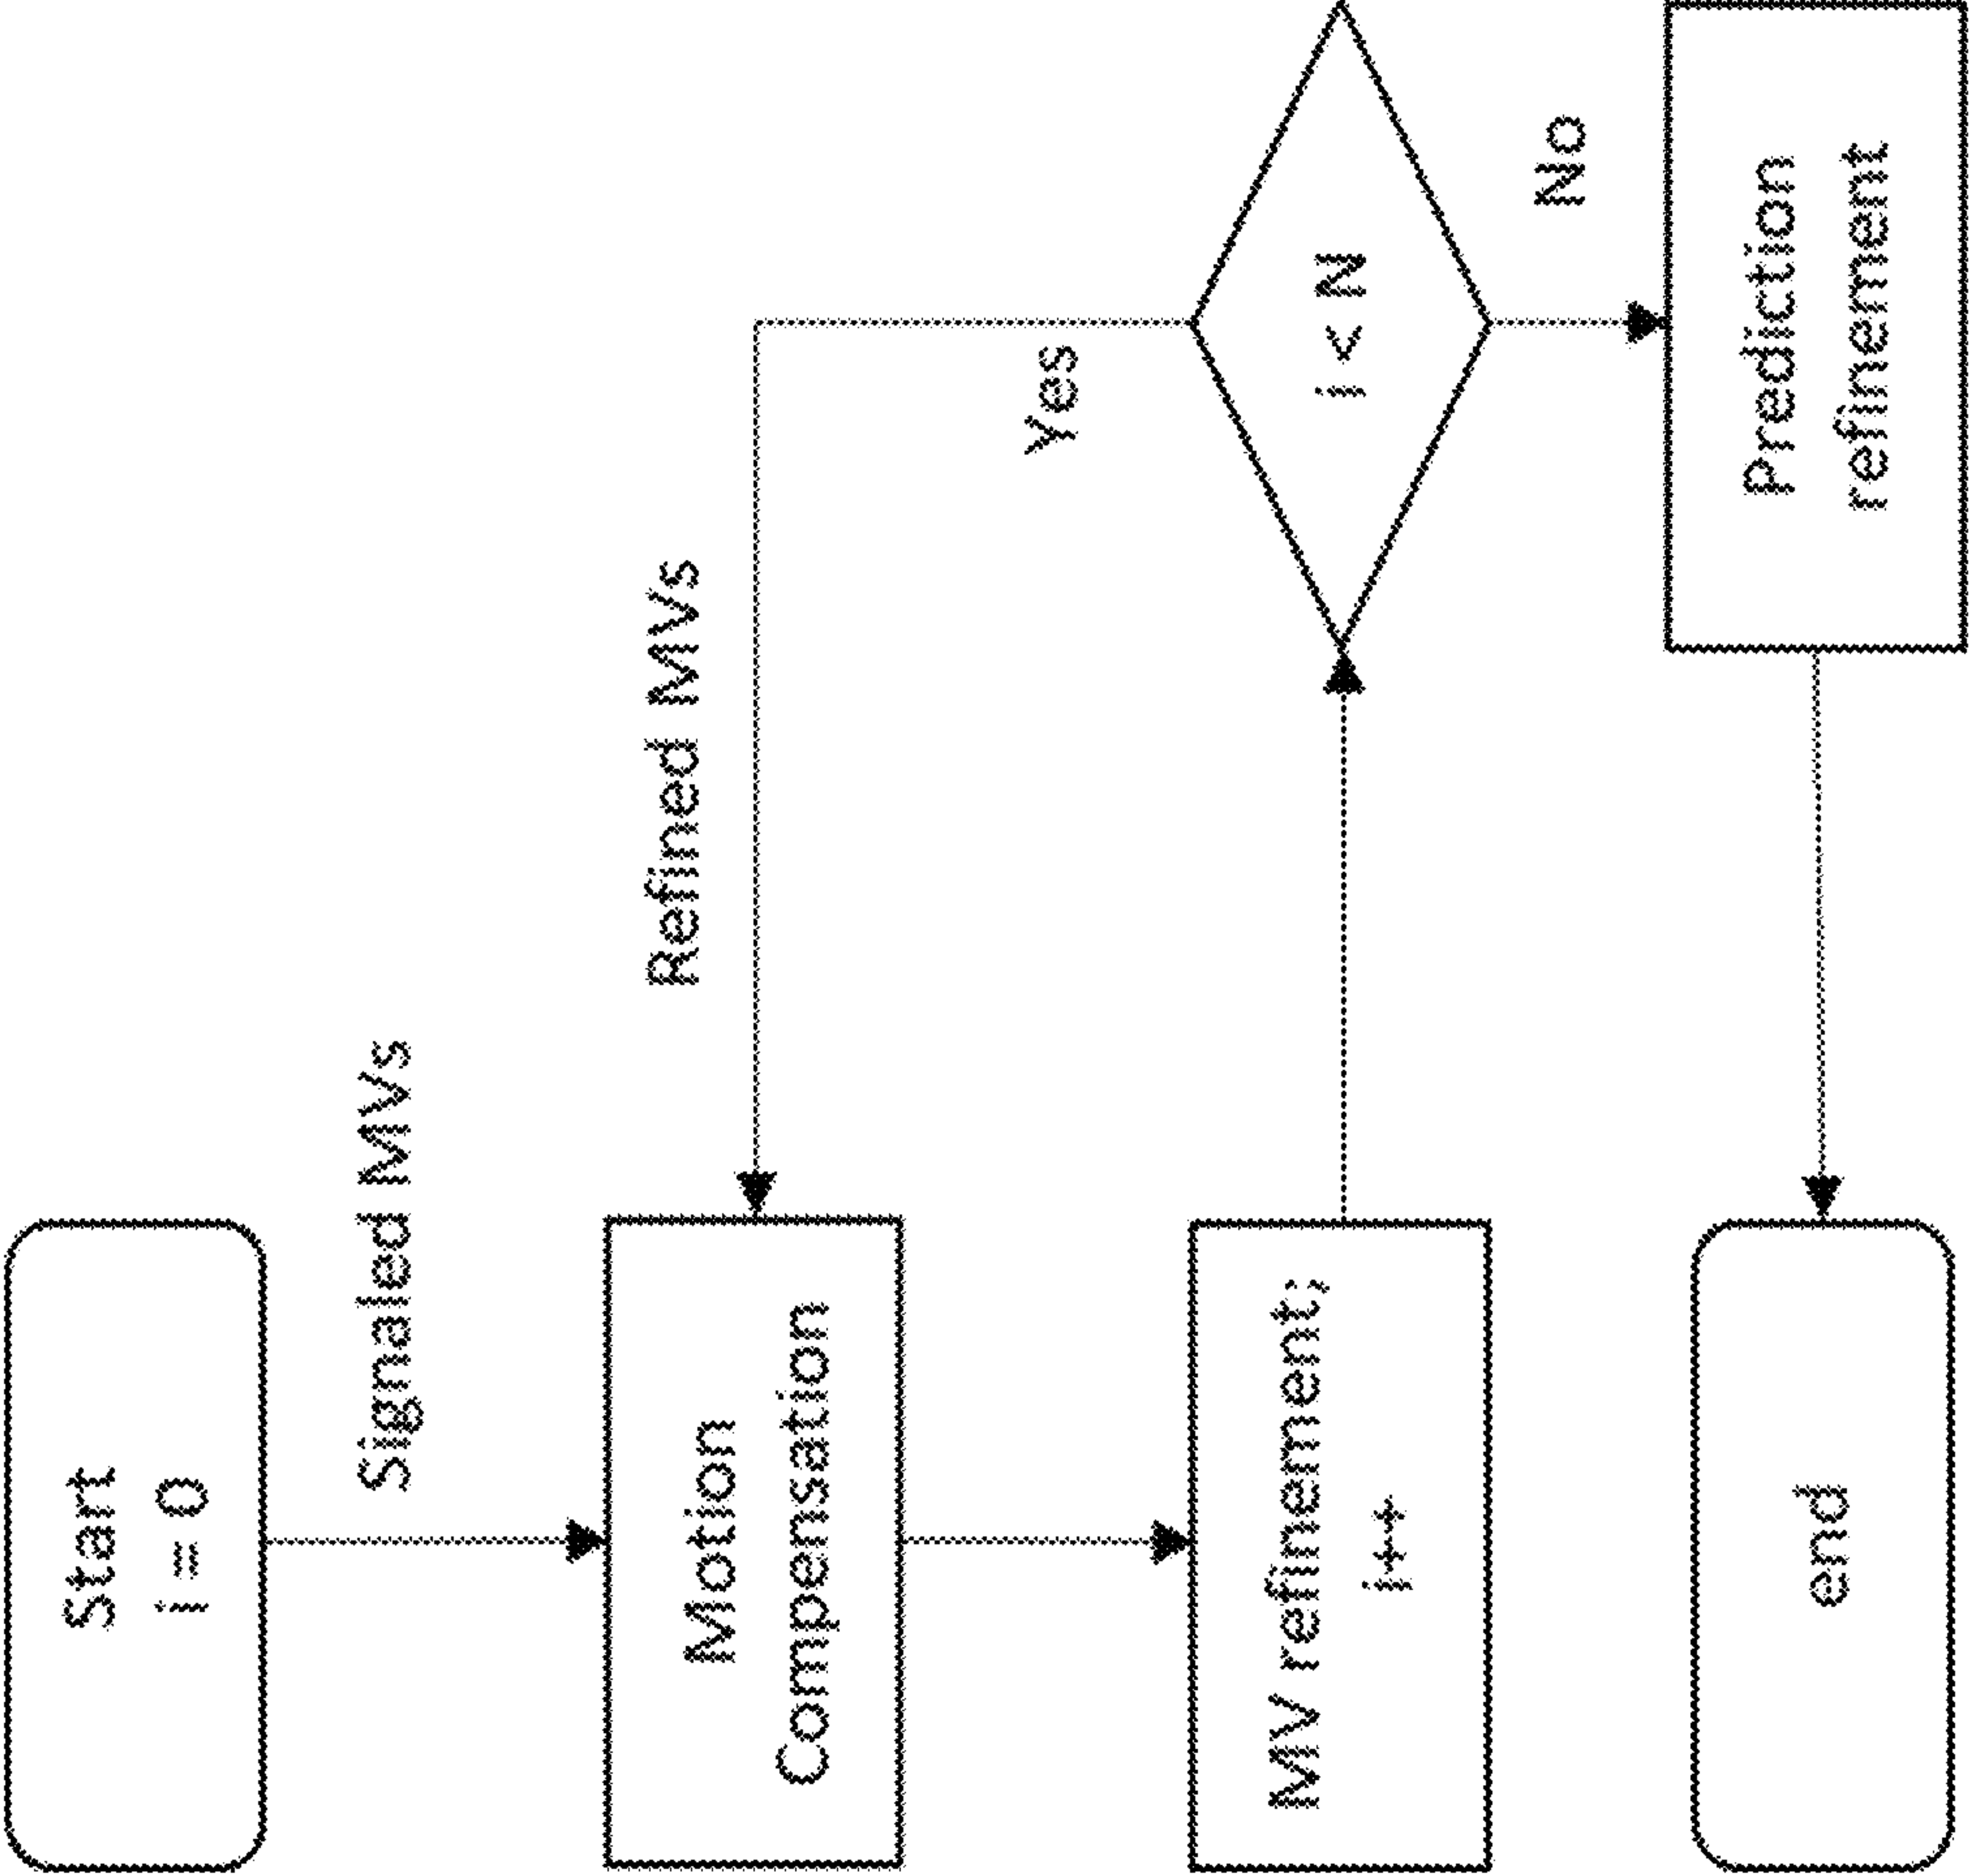 Start
i = 0
Signaled MVs
Motion
Compensation
Refined MVs
MV refinement;
i++
Yes
i < N
No
Prediction
refinement
end